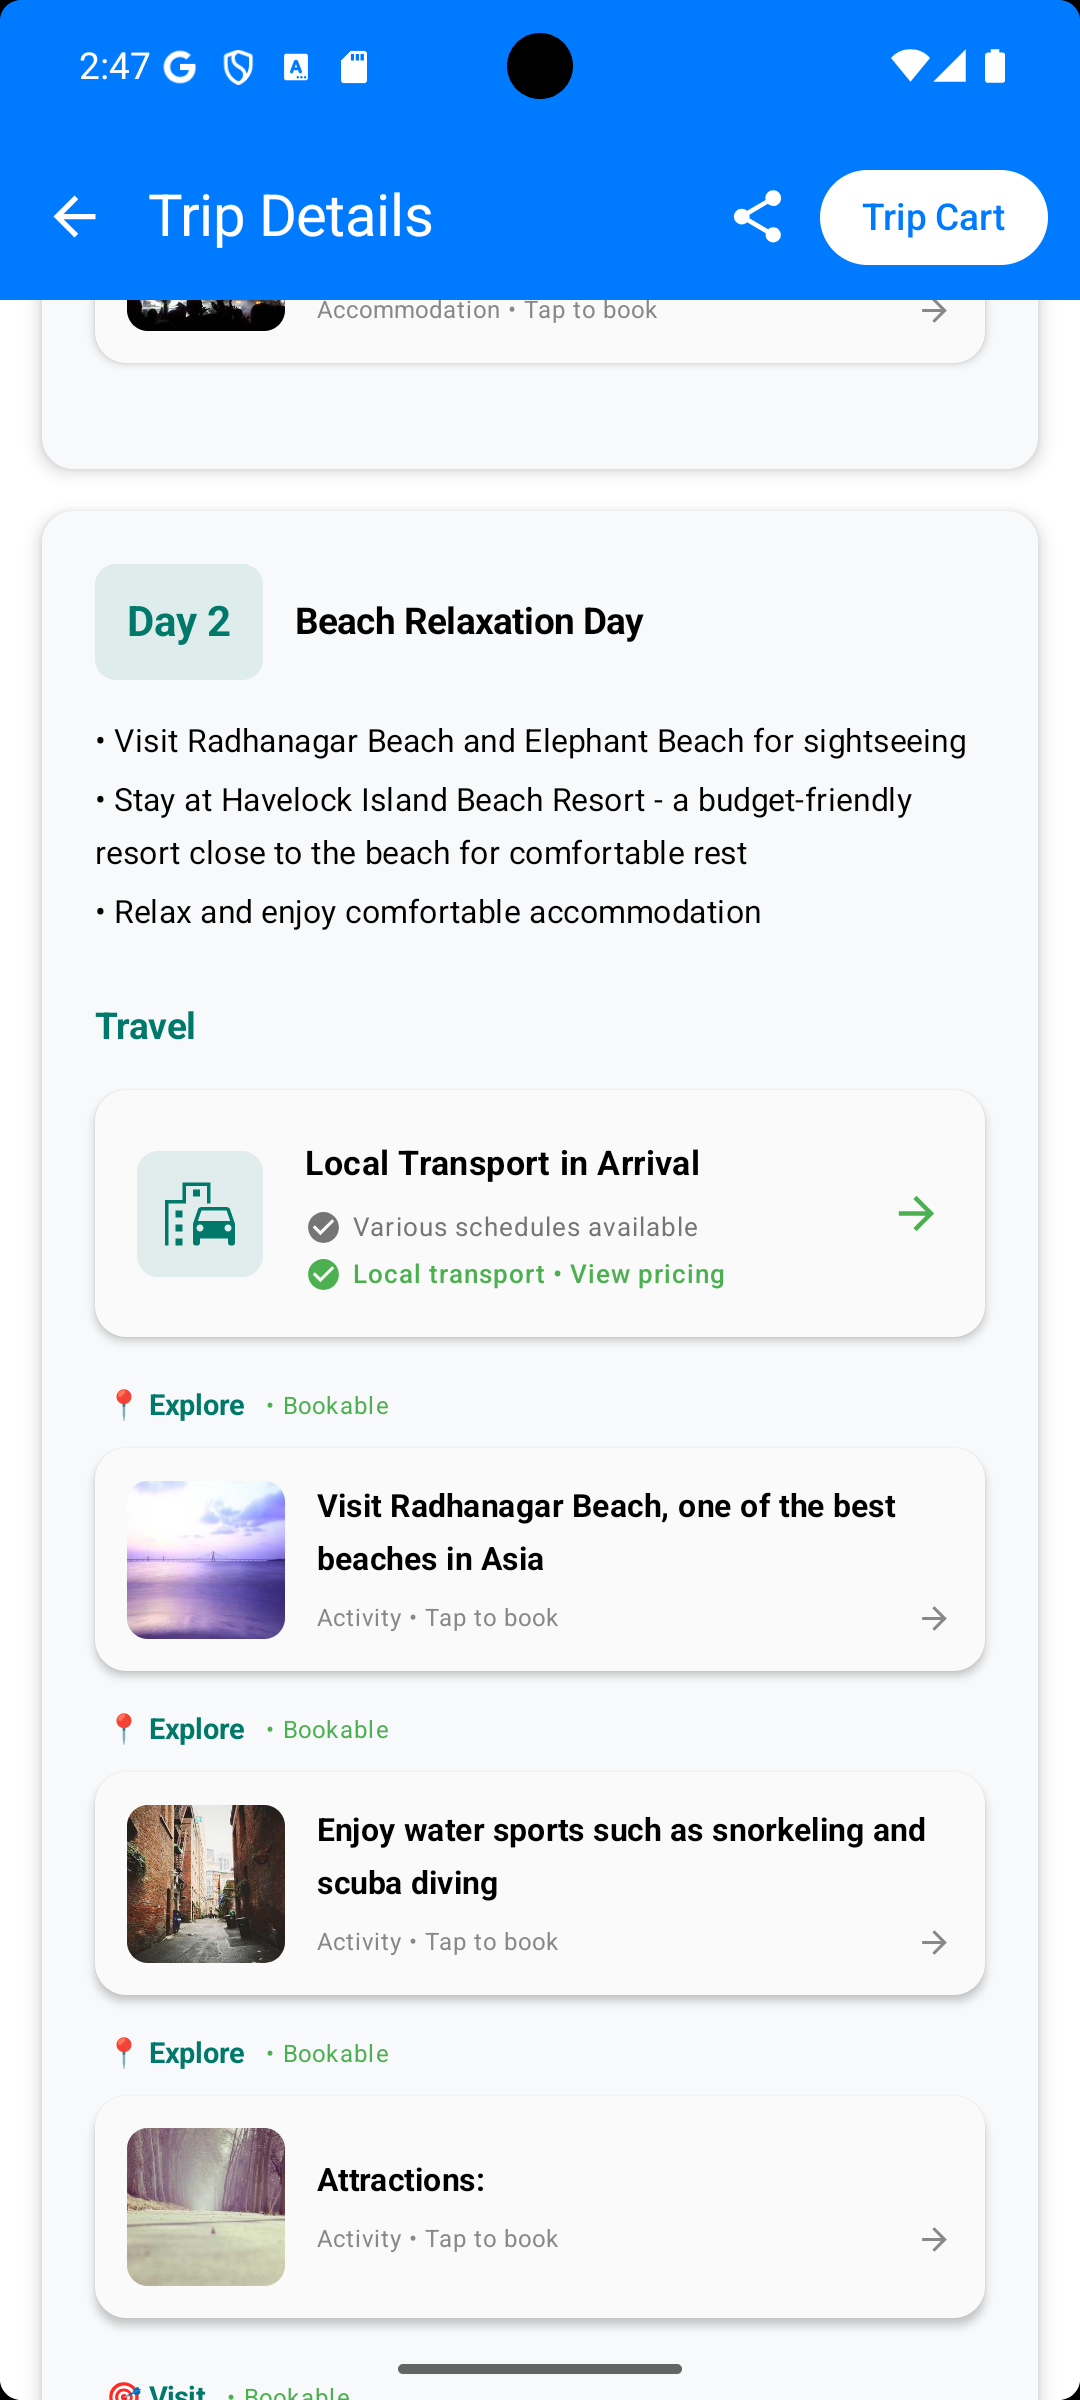 2:47
Trip Details
Trip Cart
Accommodation • Tap to book
Day 2
Beach Relaxation Day
• Visit Radhanagar Beach and Elephant Beach for sightseeing
• Stay at Havelock Island Beach Resort - a budget-friendly
resort close to the beach for comfortable rest
• Relax and enjoy comfortable accommodation
Travel
Local Transport in Arrival
Various schedules available
Local transport • View pricing
📍 Explore • Bookable
Visit Radhanagar Beach, one of the best
beaches in Asia
Activity • Tap to book
📍 Explore • Bookable
Enjoy water sports such as snorkeling and
scuba diving
Activity • Tap to book
📍 Explore • Bookable
Attractions:
Activity • Tap to book
🎯 Visit • Bookable